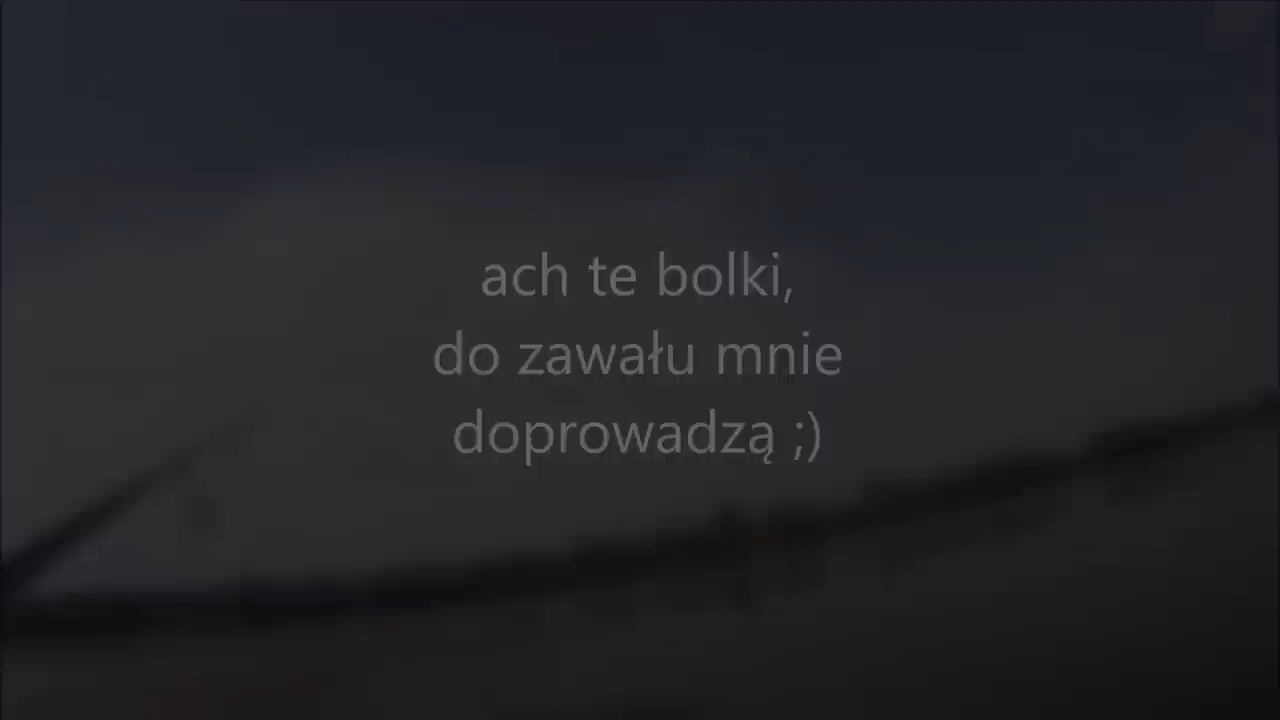 ach te bolki,
do zawału mnie
doprowadzą ;)